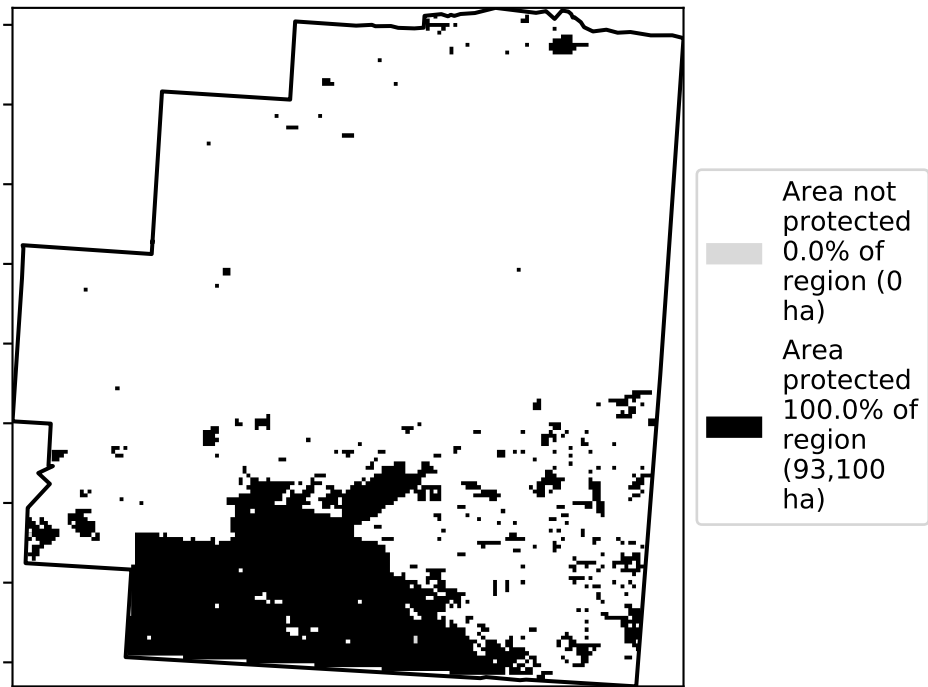 Area not
protected
0.0% of
region (0
ha)
Area
protected
100.0% of
region
(93,100
ha)